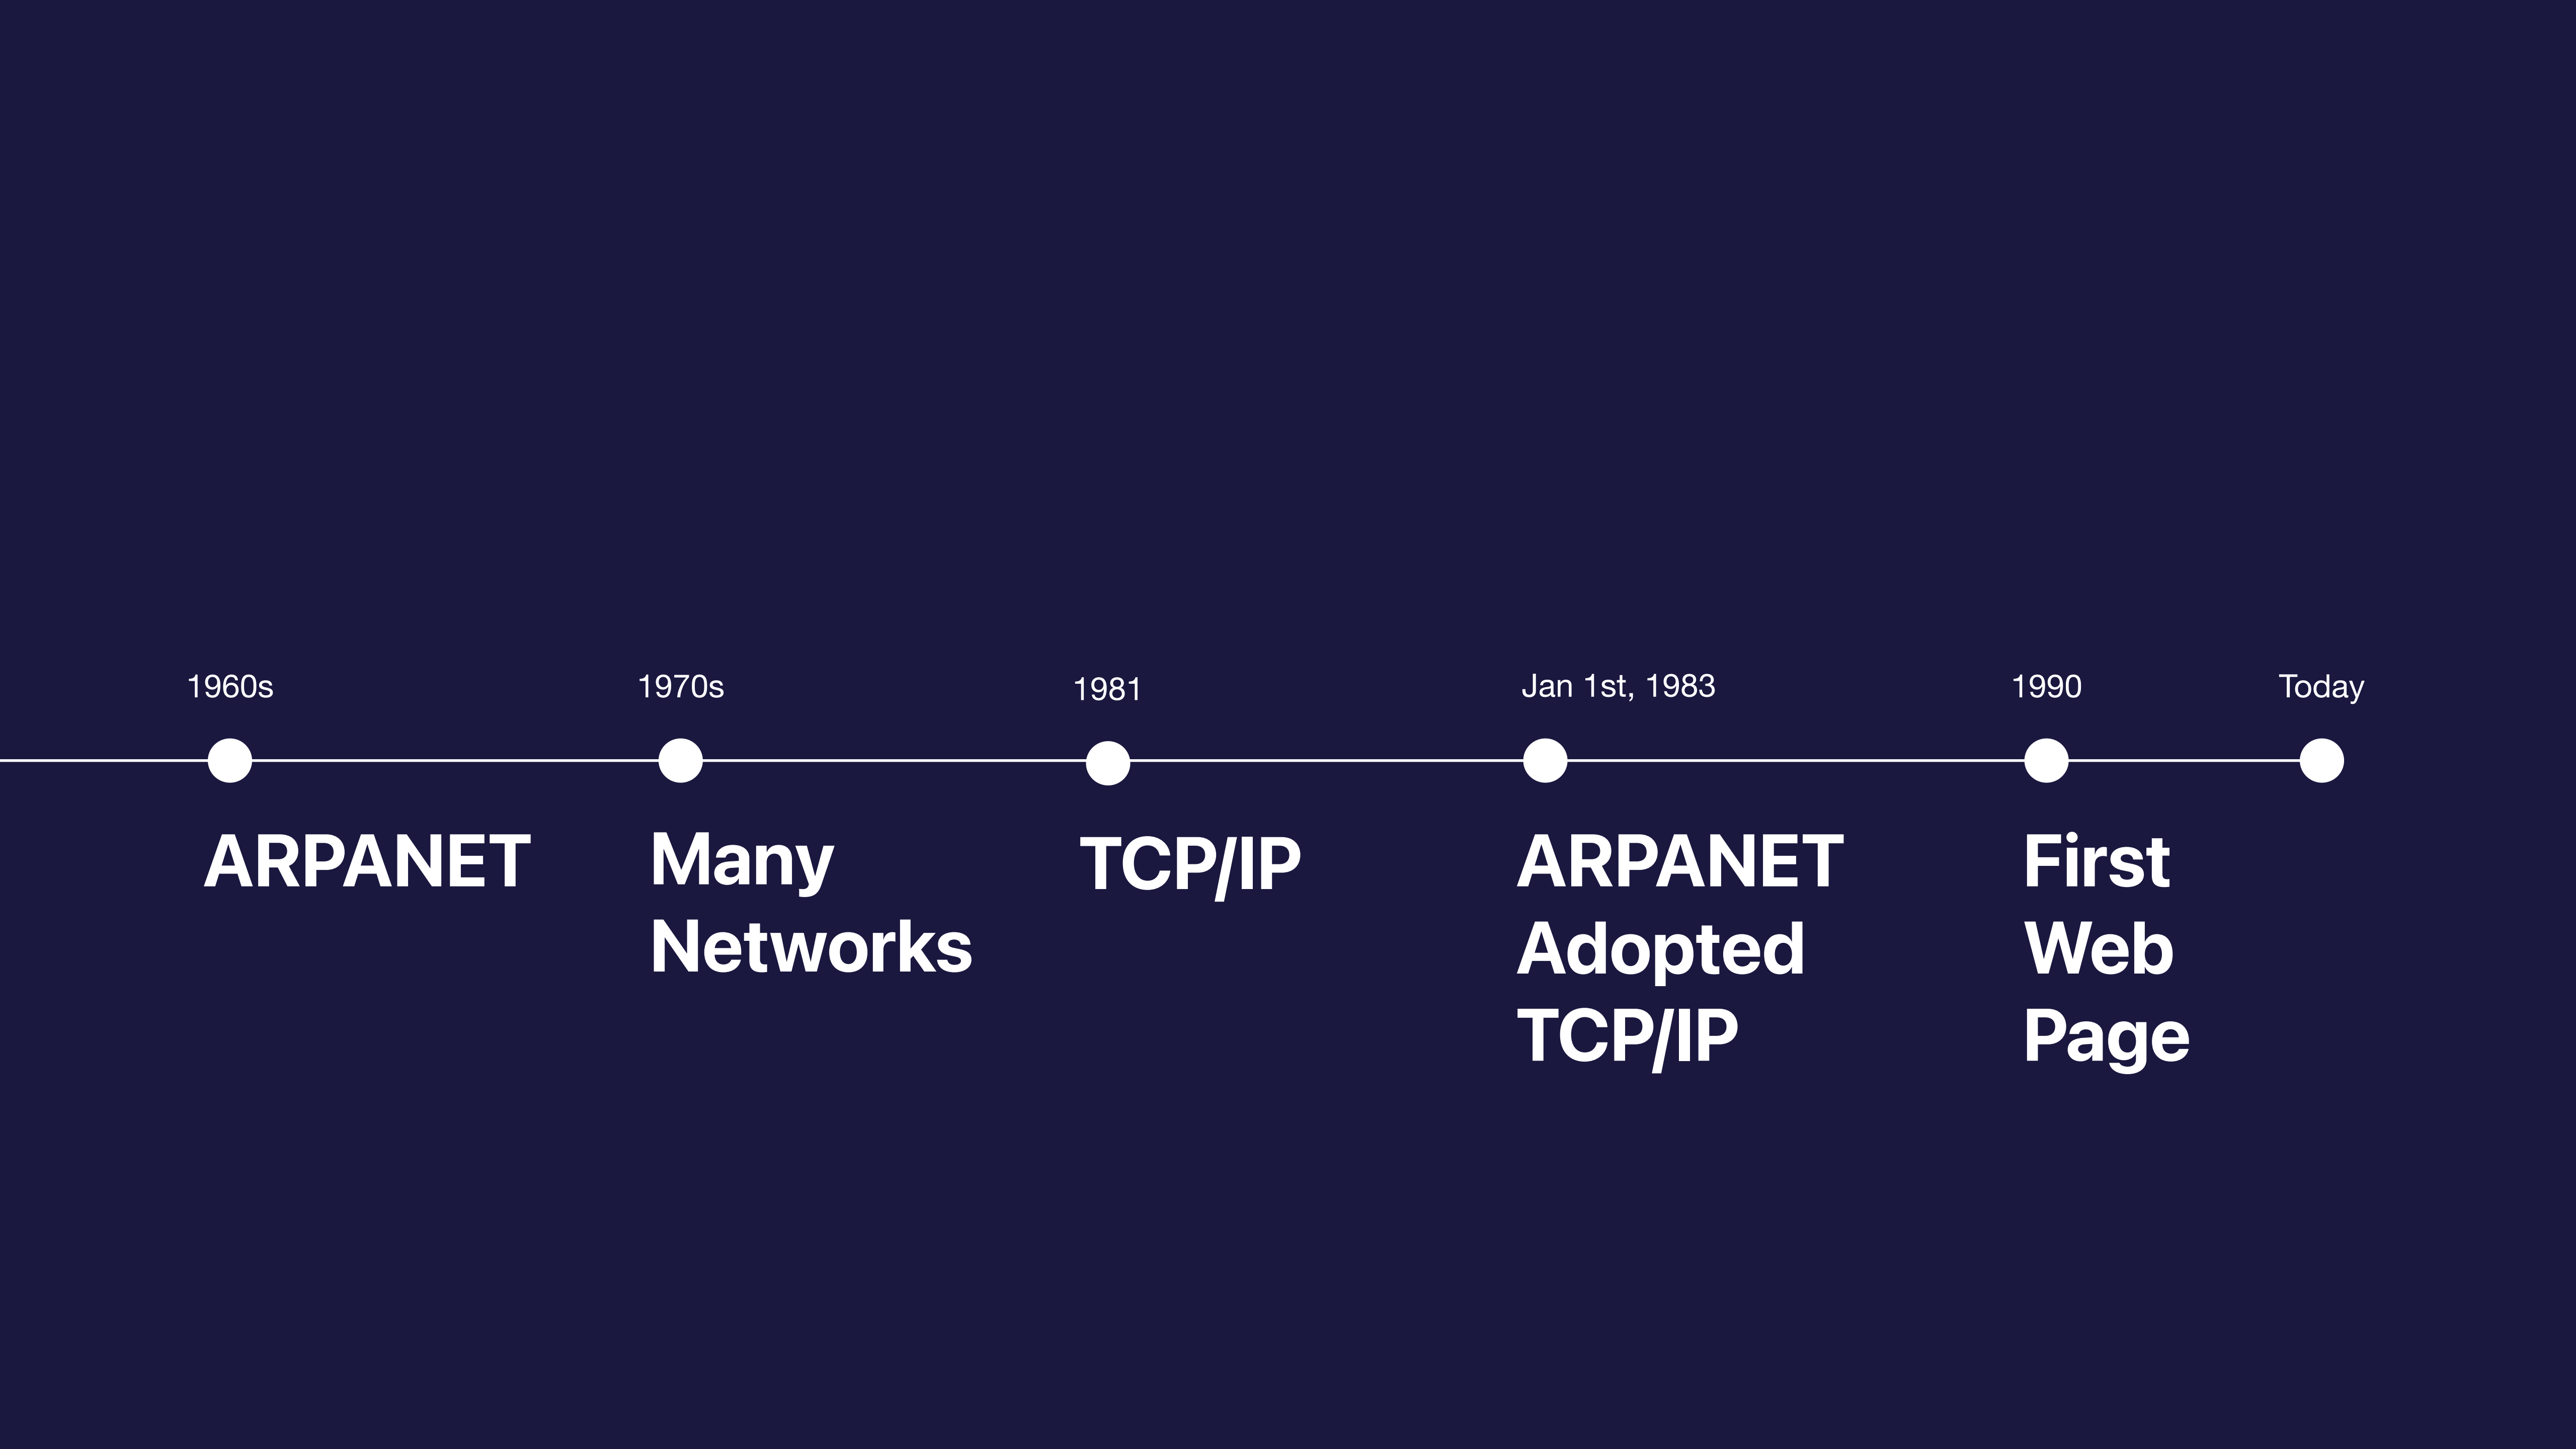 1960s
1970s
1981
Jan 1st, 1983
1990
Today
ARPANET
Many
Networks
TCP/IP
ARPANET
Adopted
TCP/IP
First
Web
Page